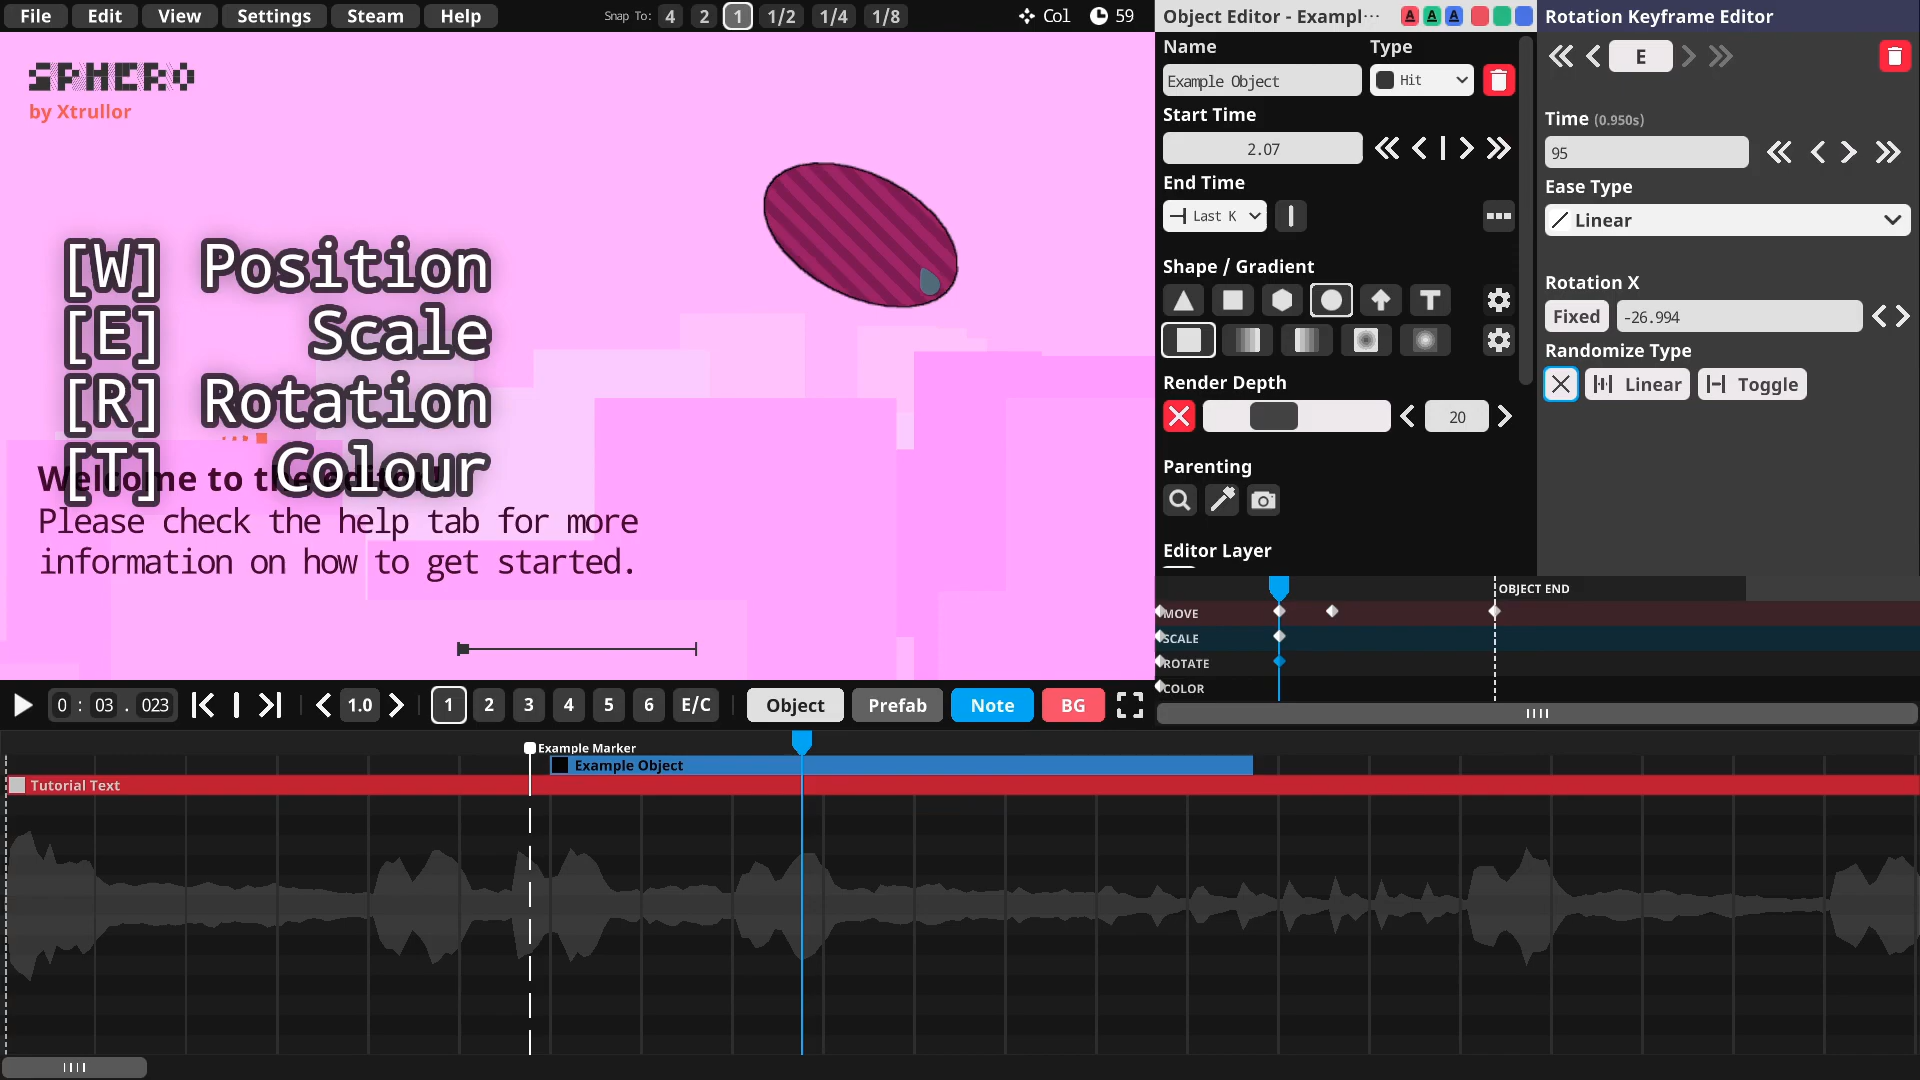 File Edit View Settings Steam Help
Snap To: 4 2 1 1/2 1/4 1/8
Col 59
SPHERO
by Xtrullor
[W] Position
[E] Scale
[R] Rotation
[T] Colour
Please check the help tab for more
information on how to get started.
0 : 03 . 023
1.0
1 2 3 4 5 6 E/C
Object Prefab Note BG
Example Marker
Example Object
Tutorial Text
Object Editor - Exampl···
A A A
Name Type
Example Object Hit
Start Time
2.07
End Time
Last K
Shape / Gradient
T
Render Depth
20
Parenting
Editor Layer
Rotation Keyframe Editor
E
Time (0.950s)
95
Ease Type
Linear
Rotation X
Fixed -26.994
Randomize Type
Linear Toggle
OBJECT END
MOVE
SCALE
ROTATE
COLOR